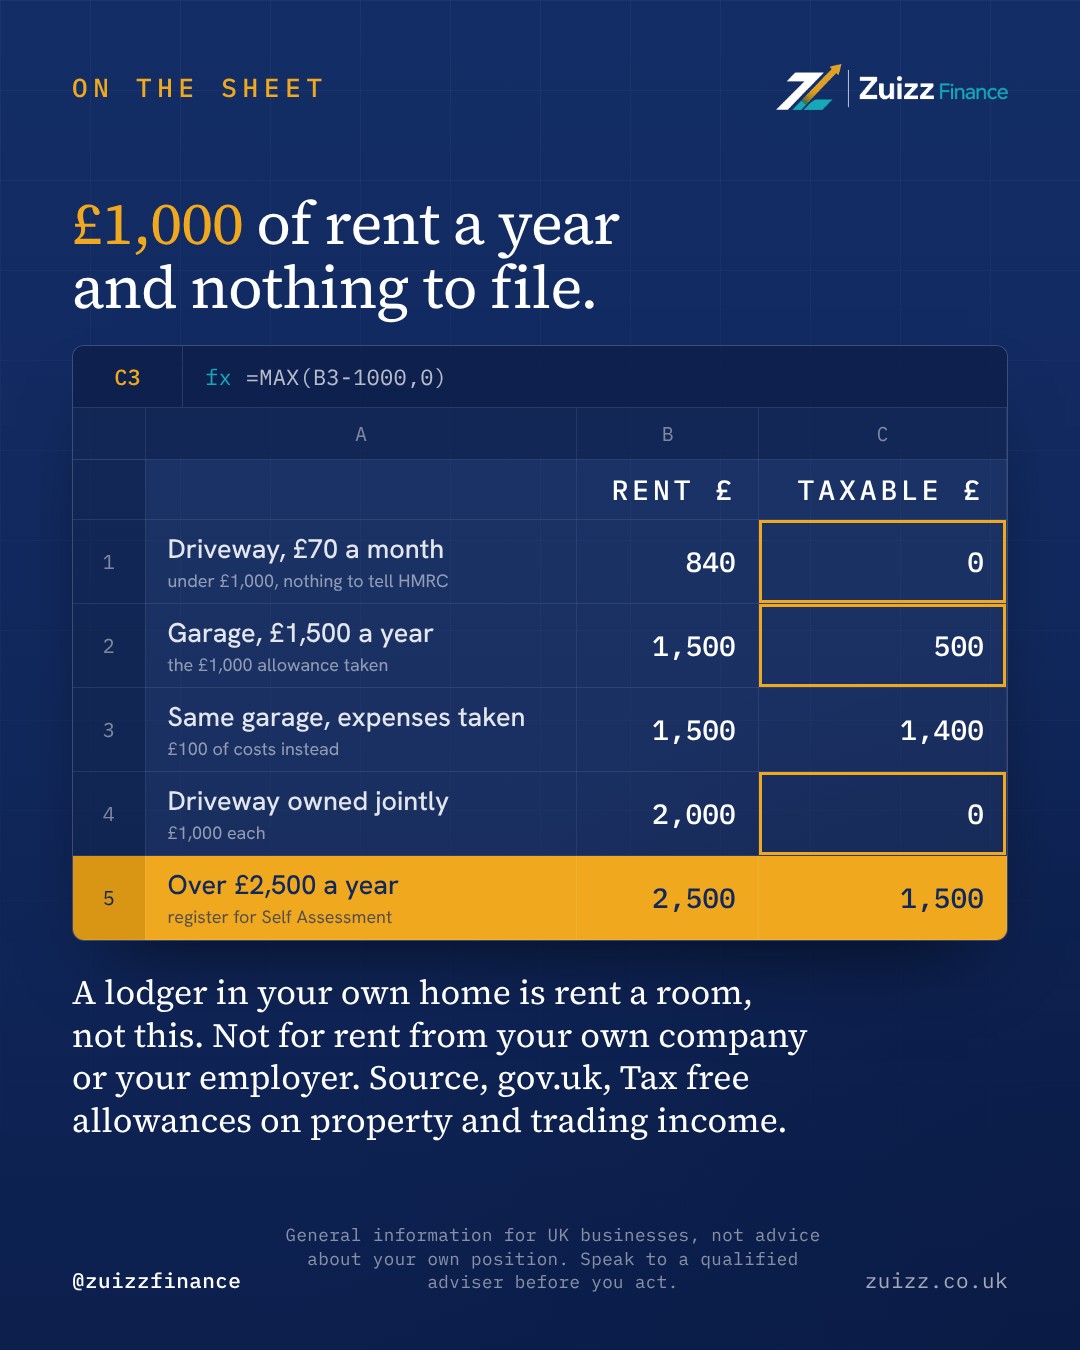 ON THE SHEET
Zuizz Finance
£1,000 of rent a year
and nothing to file.
C3 fx =MAX(B3-1000,0)
A B C
RENT £ TAXABLE £
1 Driveway, £70 a month 840 0
under £1,000, nothing to tell HMRC
2 Garage, £1,500 a year 1,500 500
the £1,000 allowance taken
3 Same garage, expenses taken 1,500 1,400
£100 of costs instead
4 Driveway owned jointly 2,000 0
£1,000 each
5 Over £2,500 a year 2,500 1,500
register for Self Assessment
A lodger in your own home is rent a room,
not this. Not for rent from your own company
or your employer. Source, gov.uk, Tax free
allowances on property and trading income.
General information for UK businesses, not advice
about your own position. Speak to a qualified
adviser before you act.
@zuizzfinance
zuizz.co.uk